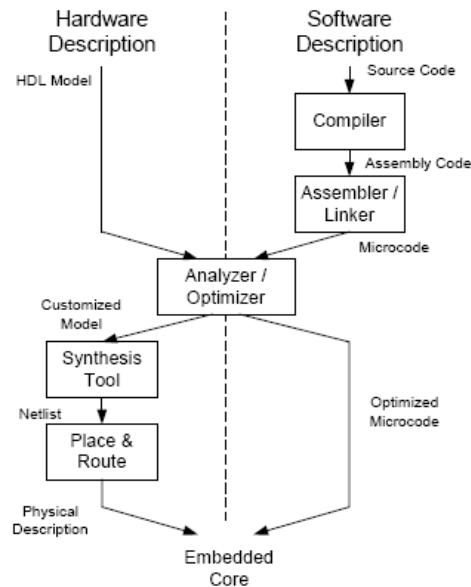 Hardware
Description
Software
Description
HDL Model
Source Code
Compiler
Assembly Code
Assembler /
Linker
Microcode
Analyzer /
Optimizer
Customized
Model
Synthesis
Tool
Netlist
Optimized
Microcode
Place &
Route
Physical
Description
Embedded
Core